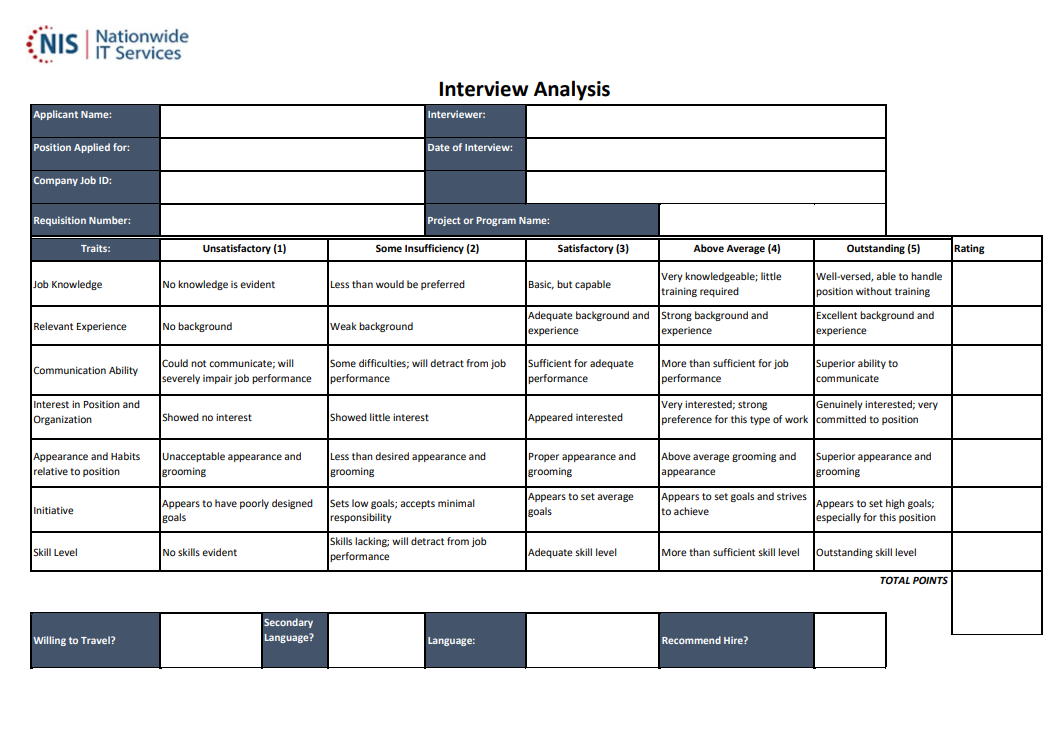 NIS Nationwide
IT Services
Interview Analysis
Applicant Name: Interviewer:
Position Applied for: Date of Interview:
Company Job ID:
Requisition Number: Project or Program Name:
Traits: Unsatisfactory (1) Some Insufficiency (2) Satisfactory (3) Above Average (4) Outstanding (5) Rating
Job Knowledge
No knowledge is evident
Less than would be preferred
Basic, but capable
Very knowledgeable; little
training required
Well-versed, able to handle
position without training
Relevant Experience
No background
Weak background
Adequate background and
experience
Strong background and
experience
Excellent background and
experience
Communication Ability
Could not communicate; will
severely impair job performance
Some difficulties; will detract from job
performance
Sufficient for adequate
performance
More than sufficient for job
performance
Superior ability to
communicate
Interest in Position and
Organization
Showed no interest
Showed little interest
Appeared interested
Very interested; strong
preference for this type of work
Genuinely interested; very
committed to position
Appearance and Habits
relative to position
Unacceptable appearance and
grooming
Less than desired appearance and
grooming
Proper appearance and
grooming
Above average grooming and
appearance
Superior appearance and
grooming
Initiative
Appears to have poorly designed
goals
Sets low goals; accepts minimal
responsibility
Appears to set average
goals
Appears to set goals and strives
to achieve
Appears to set high goals;
especially for this position
Skill Level
No skills evident
Skills lacking; will detract from job
performance
Adequate skill level
More than sufficient skill level
Outstanding skill level
TOTAL POINTS
Willing to Travel?
Secondary
Language?
Language:
Recommend Hire?